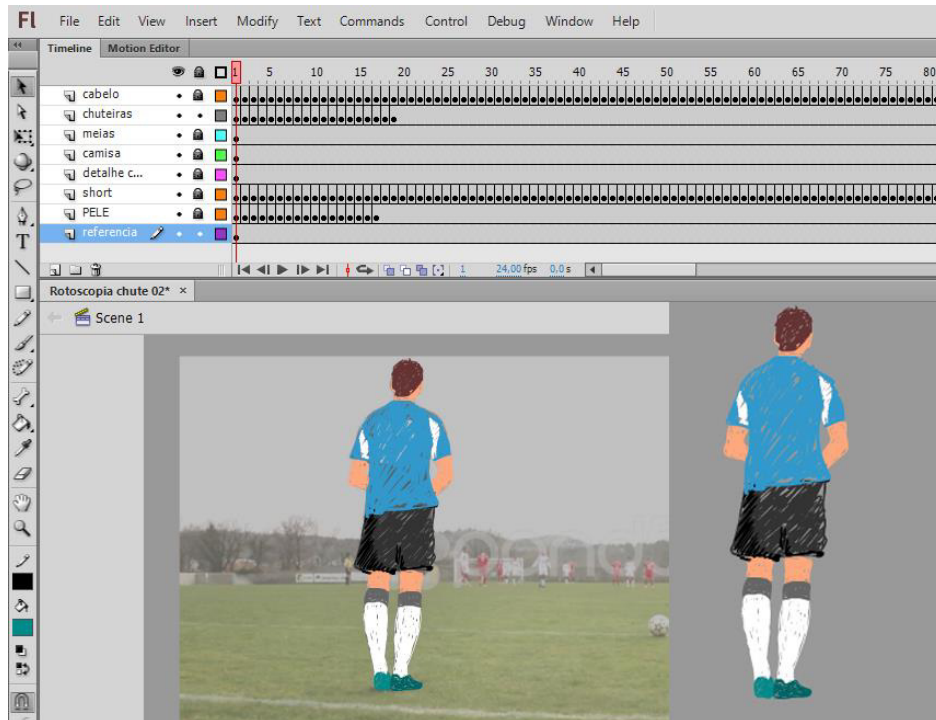 Fl File Edit View Insert Modify Text Commands Control Debug Window Help
Timeline Motion Editor
1 5 10 15 20 25 30 35 40 45 50 55 60 65 70 75 80
cabelo
chuteiras
meias
camisa
detalhe c...
short
PELE
referencia
1 24,00 fps 0,0 s
Rotoscopia chute 02* ×
Scene 1
T